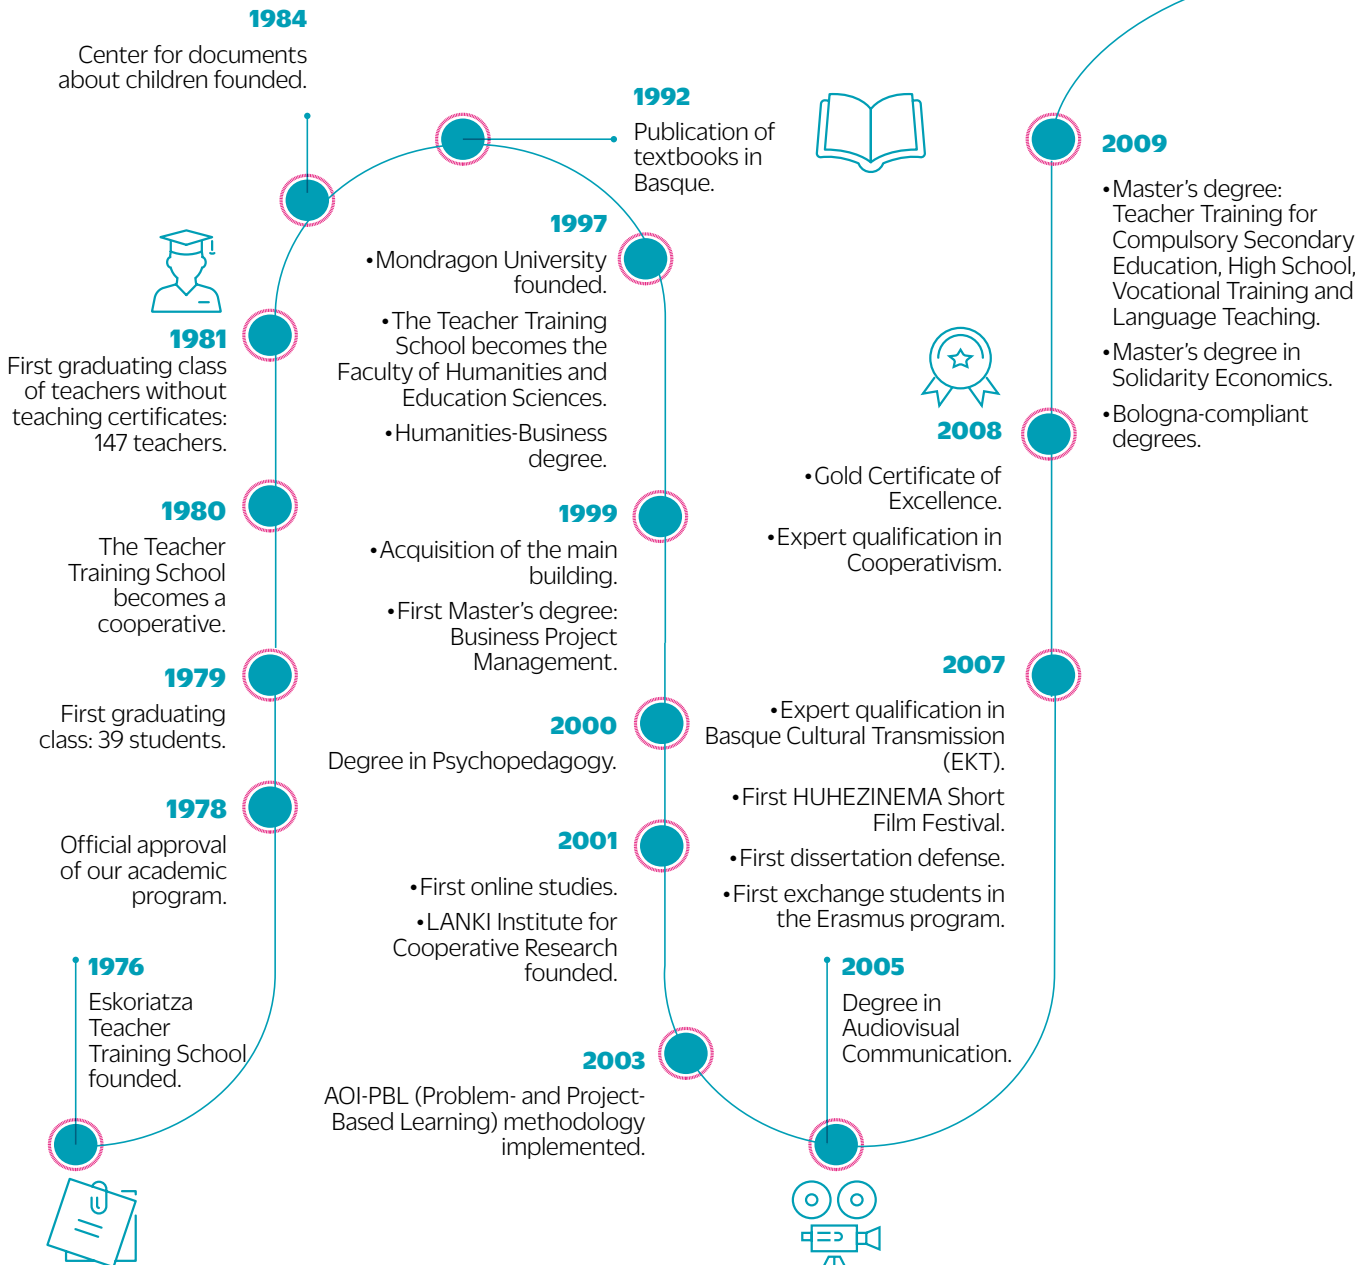 1984
Center for documents
about children founded.
1992
Publication of
textbooks in
Basque.
1981
First graduating class
of teachers without
teaching certificates:
147 teachers.
1980
The Teacher
Training School
becomes a
cooperative.
1979
First graduating
class: 39 students.
1978
Official approval
of our academic
program.
1976
Eskoriatza
Teacher
Training School
founded.
1997
•Mondragon University
founded.
•The Teacher Training
School becomes the
Faculty of Humanities and
Education Sciences.
•Humanities-Business
degree.
1999
•Acquisition of the main
building.
•First Master's degree:
Business Project
Management.
2000
Degree in Psychopedagogy.
2001
•First online studies.
•LANKI Institute for
Cooperative Research
founded.
2003
AOI-PBL (Problem- and Project-
Based Learning) methodology
implemented.
2005
Degree in
Audiovisual
Communication.
2007
•Expert qualification in
Basque Cultural Transmission
(EKT).
•First HUHEZINEMA Short
Film Festival.
•First dissertation defense.
•First exchange students in
the Erasmus program.
2008
•Gold Certificate of
Excellence.
•Expert qualification in
Cooperativism.
2009
•Master's degree:
Teacher Training for
Compulsory Secondary
Education, High School,
Vocational Training and
Language Teaching.
•Master's degree in
Solidarity Economics.
•Bologna-compliant
degrees.